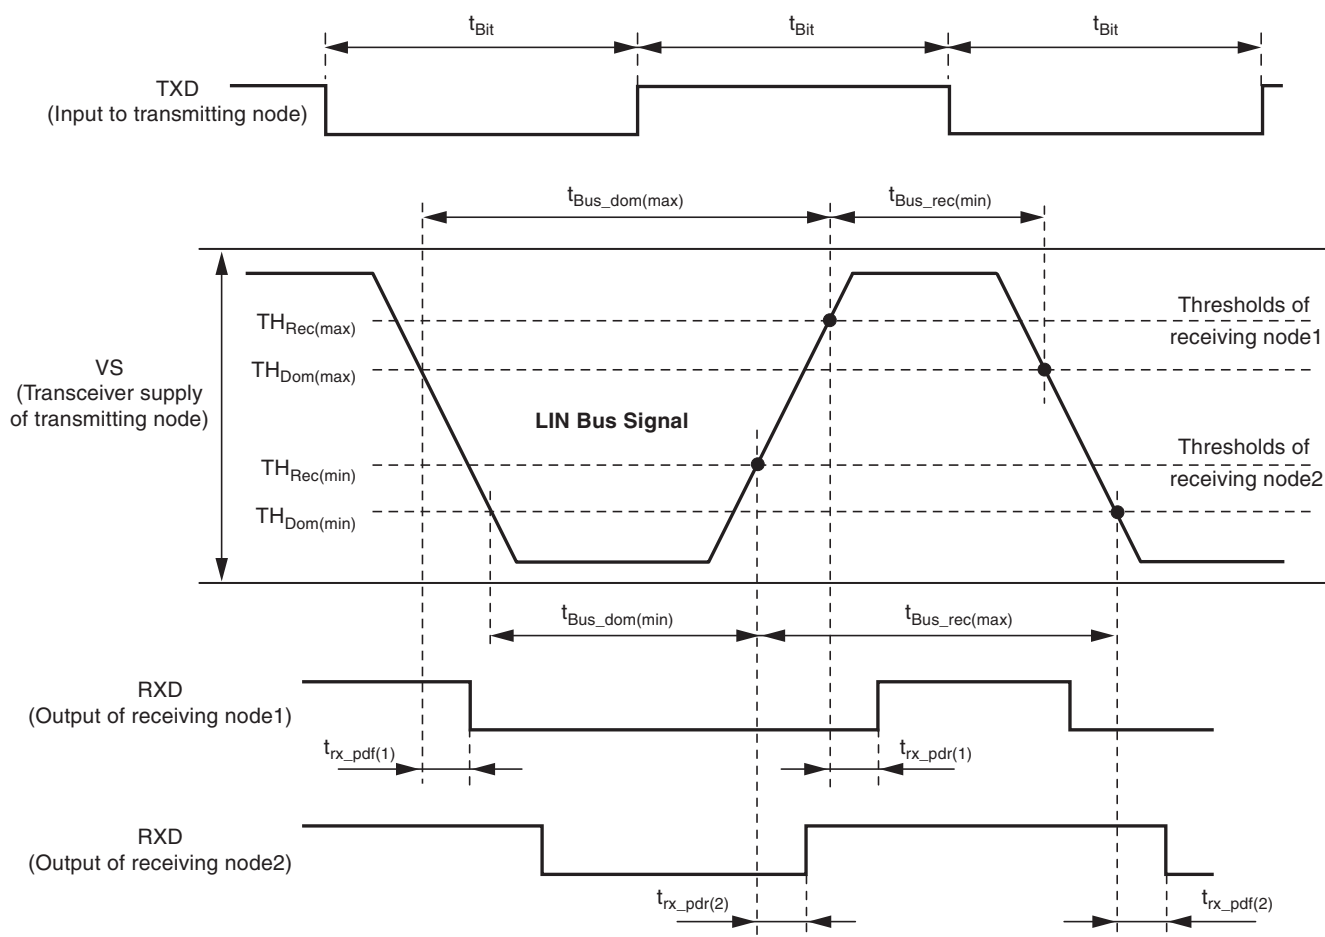 tBit
tBit
tBit
TXD
(Input to transmitting node)
tBus_dom(max)
tBus_rec(min)
THRec(max)
Thresholds of
receiving node1
VS
(Transceiver supply
of transmitting node)
THDom(max)
LIN Bus Signal
THRec(min)
Thresholds of
receiving node2
THDom(min)
tBus_dom(min)
tBus_rec(max)
RXD
(Output of receiving node1)
trx_pdf(1)
trx_pdr(1)
RXD
(Output of receiving node2)
trx_pdr(2)
trx_pdf(2)